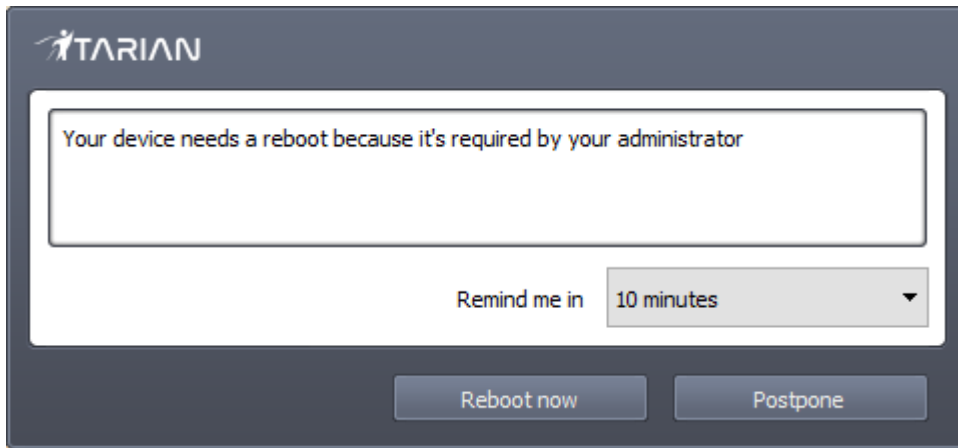 ITARIAN
Your device needs a reboot because it's required by your administrator
Remind me in 10 minutes
Reboot now Postpone